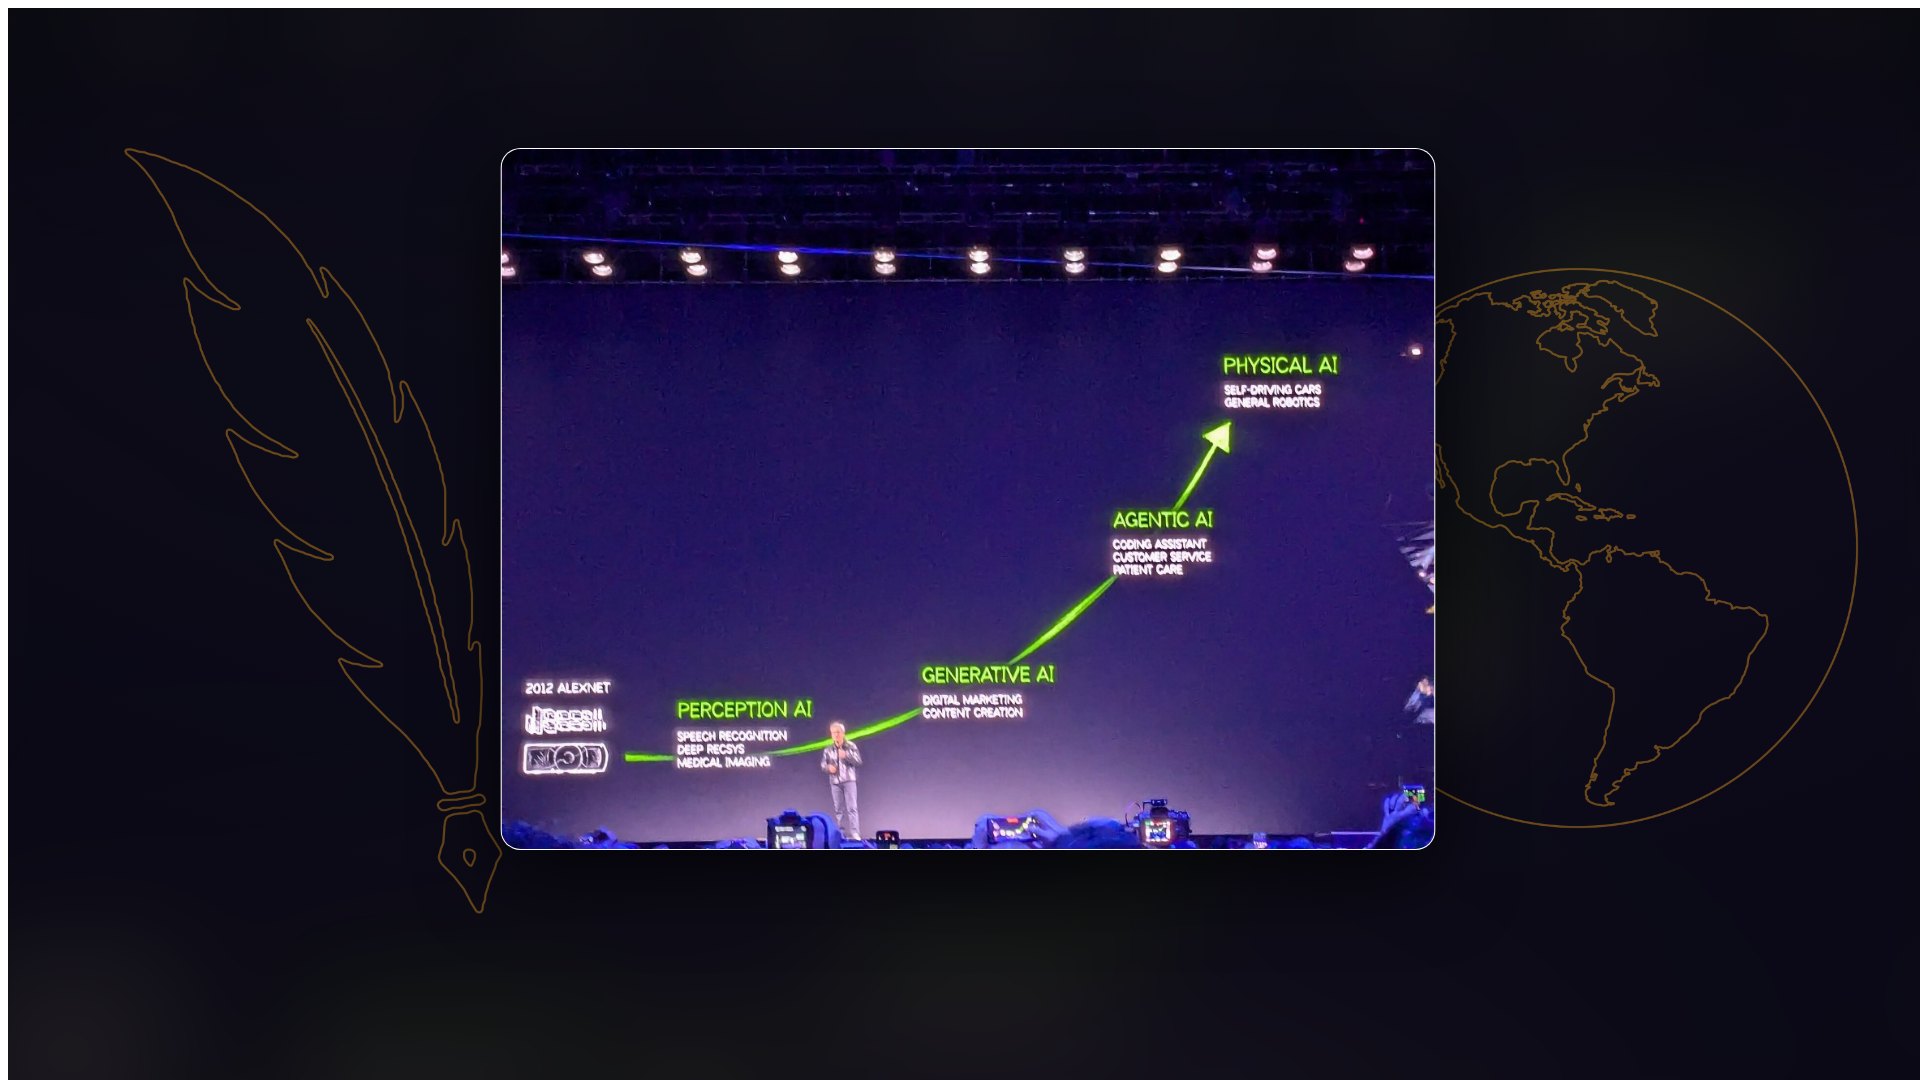 PHYSICAL AI
SELF-DRIVING CARS
GENERAL ROBOTICS
AGENTIC AI
CODING ASSISTANT
CUSTOMER SERVICE
PATIENT CARE
GENERATIVE AI
DIGITAL MARKETING
CONTENT CREATION
PERCEPTION AI
SPEECH RECOGNITION
DEEP RECSYS
MEDICAL IMAGING
2012 ALEXNET